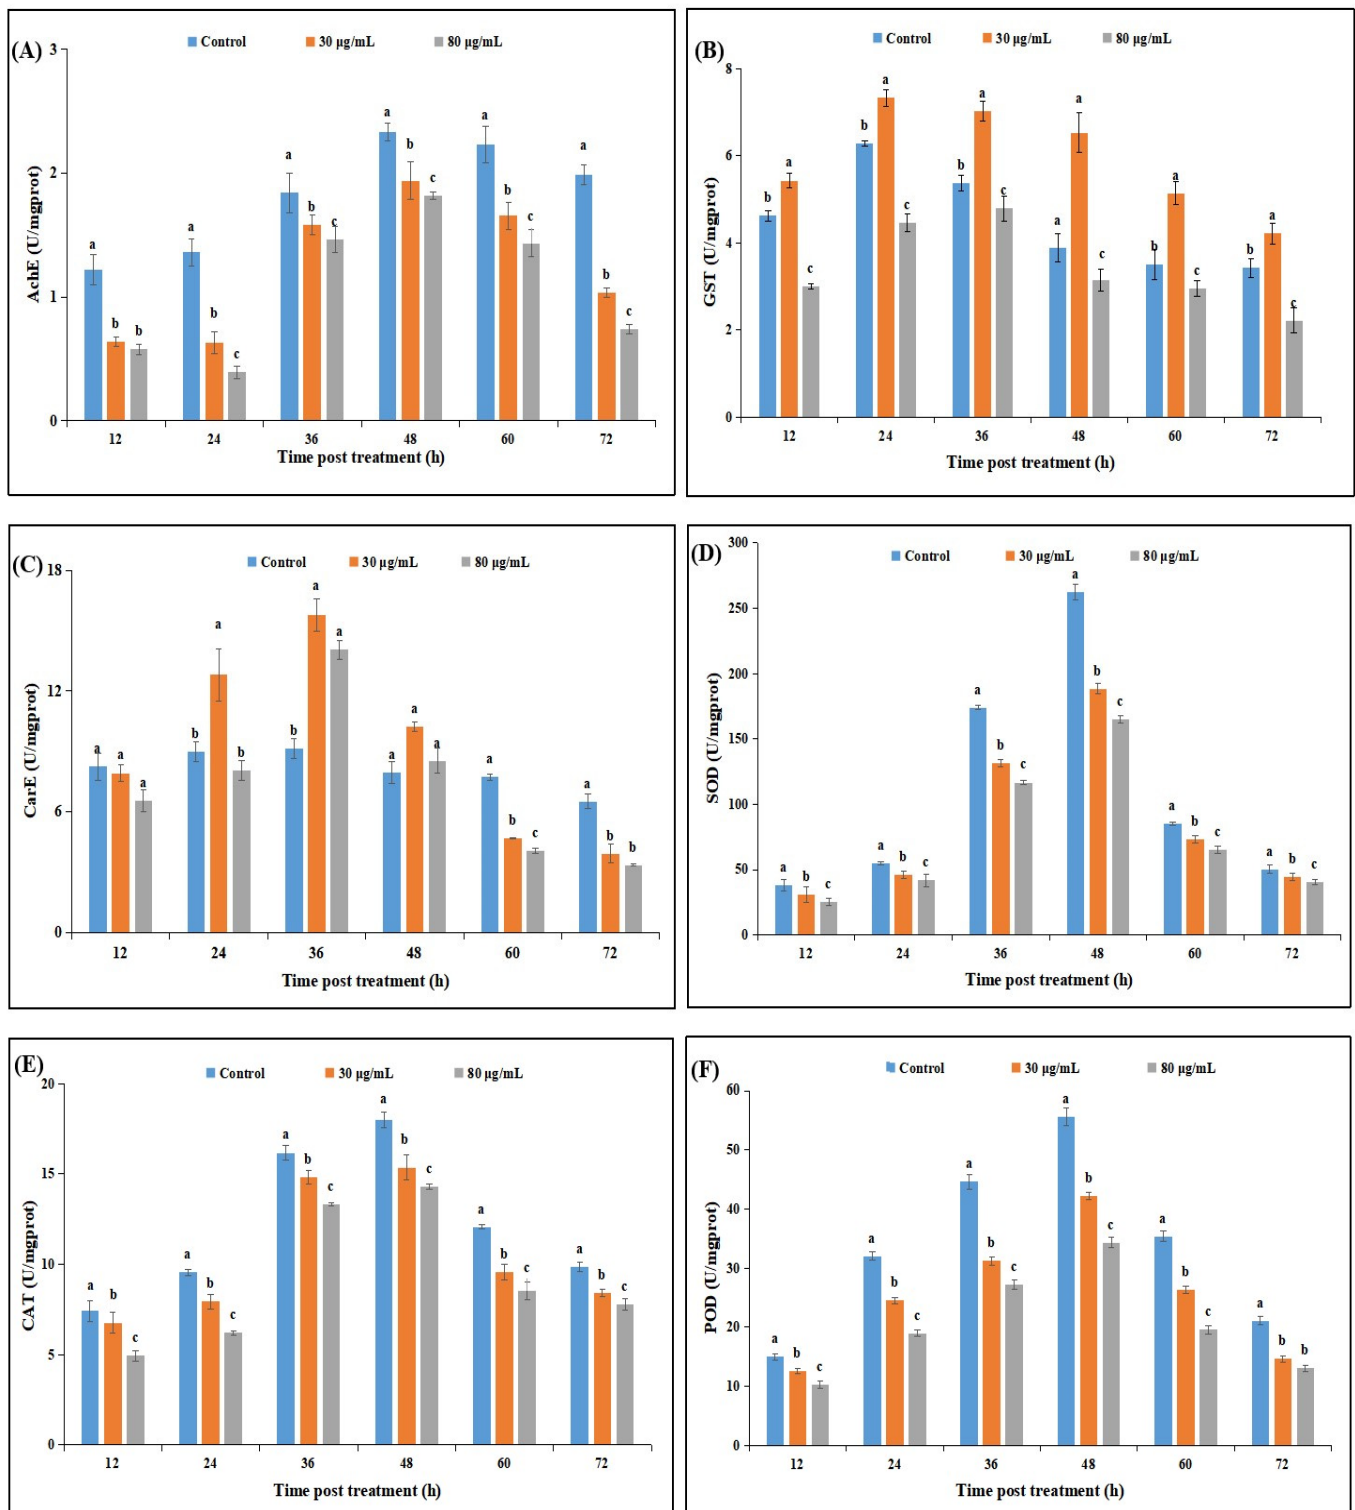 (A)
Control 30 µg/mL 80 µg/mL
3
2
1
0
AchE (U/mgprot)
a b b
a b c
a b c
a b c
a b c
a b c
12 24 36 48 60 72
Time post treatment (h)
(B)
Control 30 µg/mL 80 µg/mL
8
6
4
2
0
GST (U/mgprot)
b a c
b a c
b a c
b a c
b a c
b a c
12 24 36 48 60 72
Time post treatment (h)
(C)
Control 30 µg/mL 80 µg/mL
18
12
6
0
CarE (U/mgprot)
a a a
b a b
b a a
a a a
a b c
a b b
12 24 36 48 60 72
Time post treatment (h)
(D)
Control 30 µg/mL 80 µg/mL
300
250
200
150
100
50
0
SOD (U/mgprot)
a b c
a b c
a b c
a b c
a b c
a b c
12 24 36 48 60 72
Time post treatment (h)
(E)
Control 30 µg/mL 80 µg/mL
20
15
10
5
0
CAT (U/mgprot)
a b c
a b c
a b c
a b c
a b c
a b c
12 24 36 48 60 72
Time post treatment (h)
(F)
Control 30 µg/mL 80 µg/mL
60
50
40
30
20
10
0
POD (U/mgprot)
a b c
a b c
a b c
a b c
a b c
a b b
12 24 36 48 60 72
Time post treatment (h)